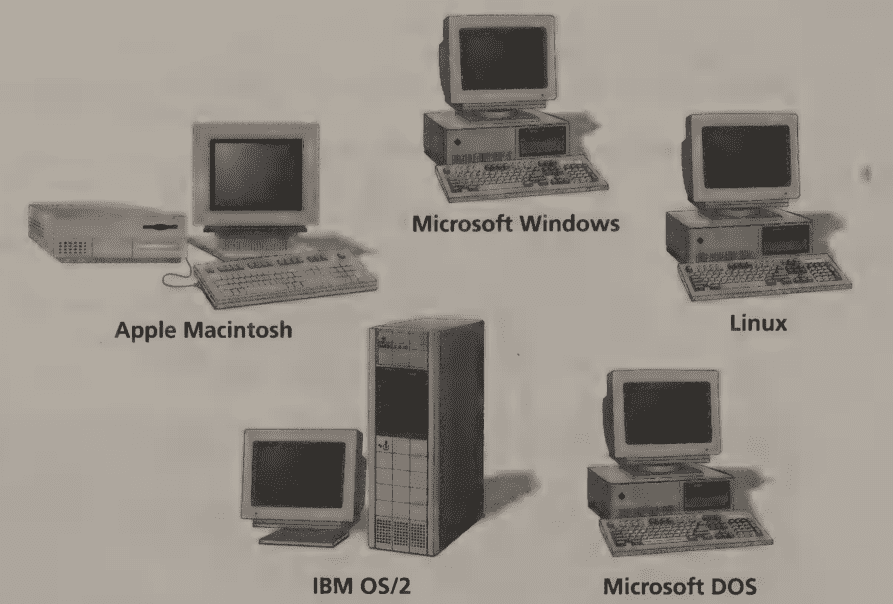 Microsoft Windows
Apple Macintosh
Linux
IBM OS/2
Microsoft DOS